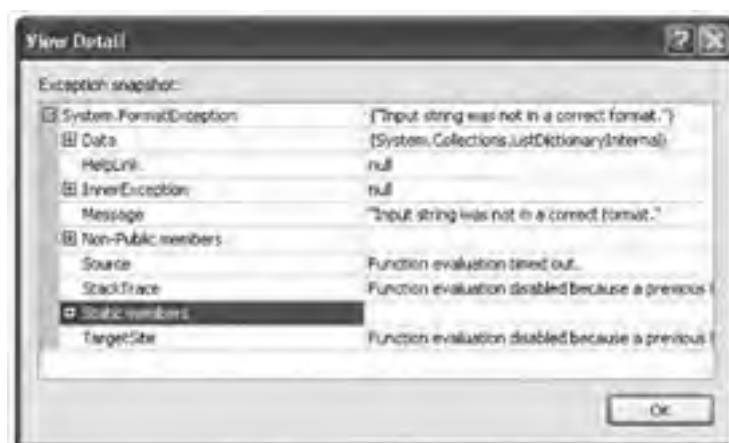 View Detail
Exception snapshot:
System.FormatException {"Input string was not in a correct format."}
Data {System.Collections.ListDictionaryInternal}
HelpLink null
InnerException null
Message "Input string was not in a correct format."
Non-Public members
Source Function evaluation timed out.
StackTrace Function evaluation disabled because a previous f
Static members
TargetSite Function evaluation disabled because a previous f
OK